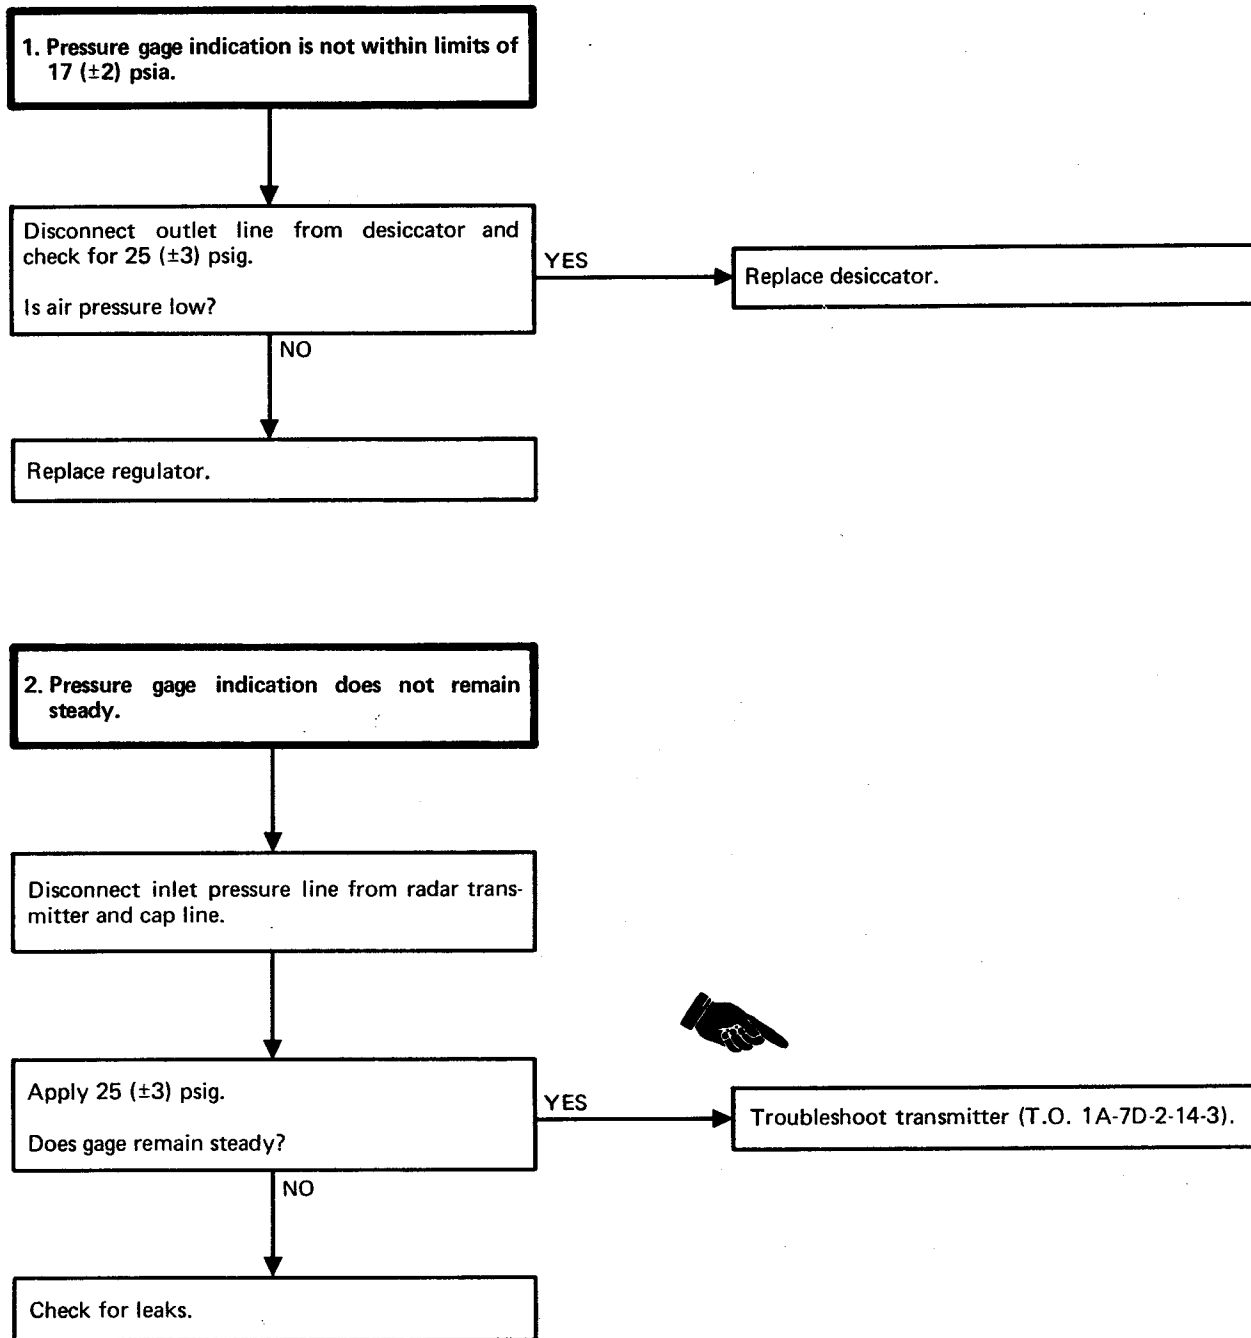 1. Pressure gage indication is not within limits of
17 (±2) psia.
Disconnect outlet line from desiccator and
check for 25 (±3) psig.
Is air pressure low?
YES
Replace desiccator.
NO
Replace regulator.
2. Pressure gage indication does not remain
steady.
Disconnect inlet pressure line from radar trans-
mitter and cap line.
Apply 25 (±3) psig.
Does gage remain steady?
YES
Troubleshoot transmitter (T.O. 1A-7D-2-14-3).
NO
Check for leaks.